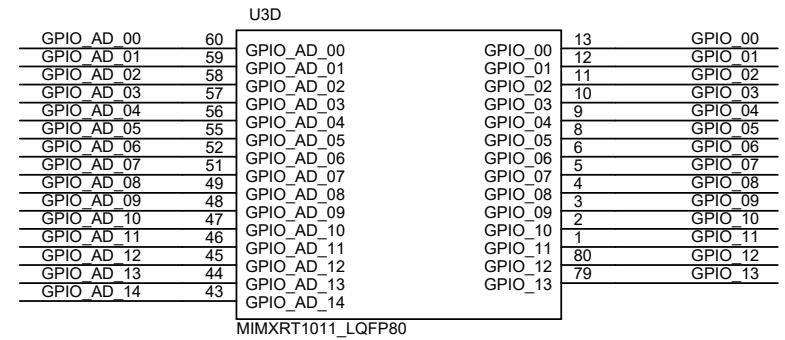 U3D
GPIO_AD_00 60 GPIO_AD_00 GPIO_00 13 GPIO_00
GPIO_AD_01 59 GPIO_AD_01 GPIO_01 12 GPIO_01
GPIO_AD_02 58 GPIO_AD_02 GPIO_02 11 GPIO_02
GPIO_AD_03 57 GPIO_AD_03 GPIO_03 10 GPIO_03
GPIO_AD_04 56 GPIO_AD_04 GPIO_04 9 GPIO_04
GPIO_AD_05 55 GPIO_AD_05 GPIO_05 8 GPIO_05
GPIO_AD_06 52 GPIO_AD_06 GPIO_06 6 GPIO_06
GPIO_AD_07 51 GPIO_AD_07 GPIO_07 5 GPIO_07
GPIO_AD_08 49 GPIO_AD_08 GPIO_08 4 GPIO_08
GPIO_AD_09 48 GPIO_AD_09 GPIO_09 3 GPIO_09
GPIO_AD_10 47 GPIO_AD_10 GPIO_10 2 GPIO_10
GPIO_AD_11 46 GPIO_AD_11 GPIO_11 1 GPIO_11
GPIO_AD_12 45 GPIO_AD_12 GPIO_12 80 GPIO_12
GPIO_AD_13 44 GPIO_AD_13 GPIO_13 79 GPIO_13
GPIO_AD_14 43 GPIO_AD_14
MIMXRT1011_LQFP80